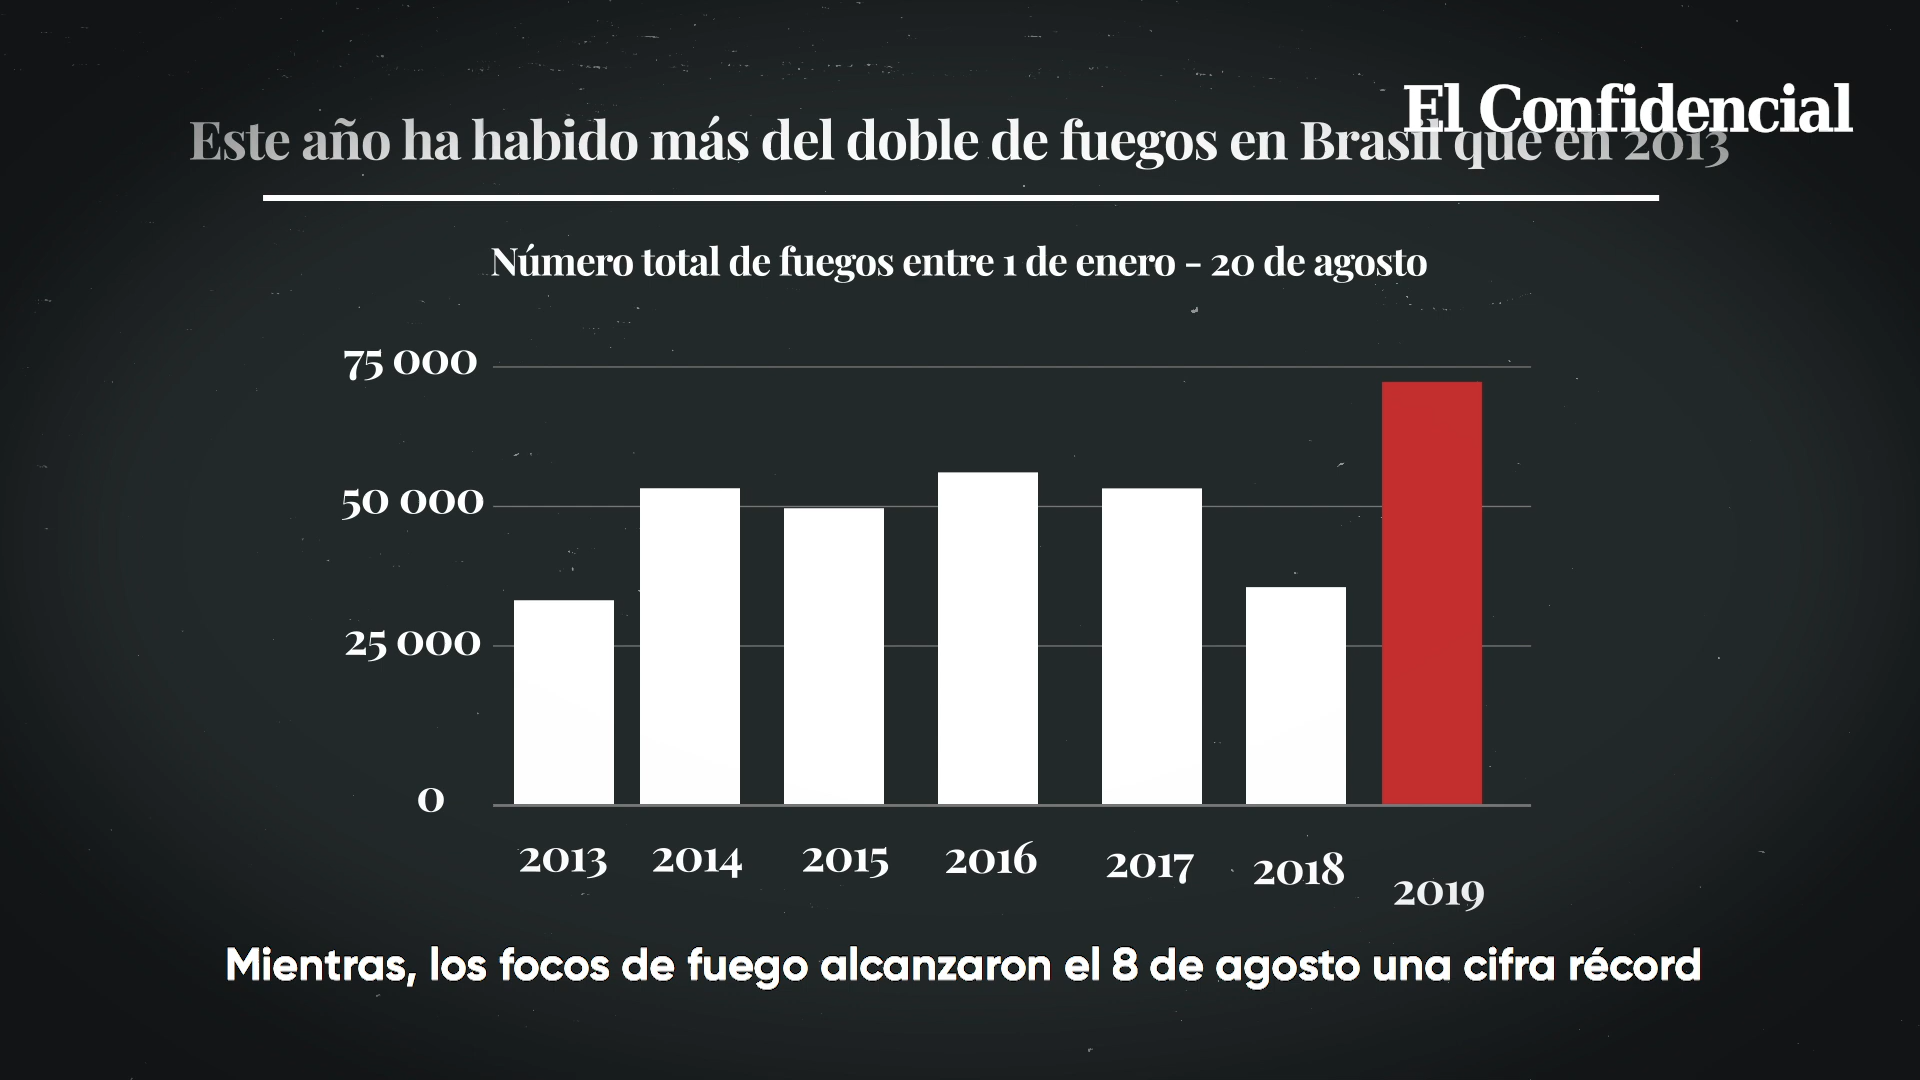 El Confidencial
Este año ha habido más del doble de fuegos en Brasil que en 2013
Número total de fuegos entre 1 de enero - 20 de agosto
75 000
50 000
25 000
0
2013 2014 2015 2016 2017 2018 2019
Mientras, los focos de fuego alcanzaron el 8 de agosto una cifra récord